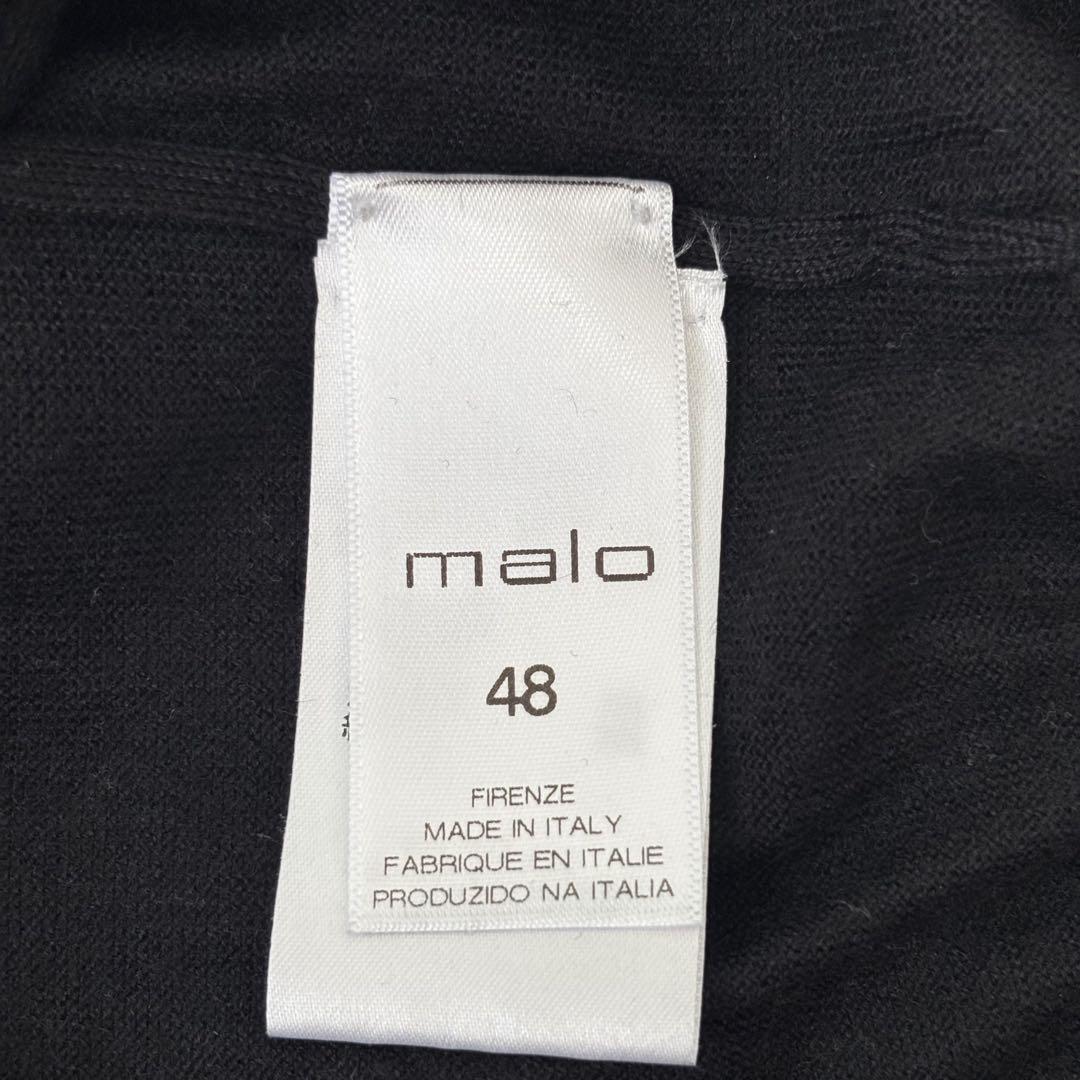 malo
48
FIRENZE
MADE IN ITALY
FABRIQUE EN ITALIE
PRODUZIDO NA ITALIA